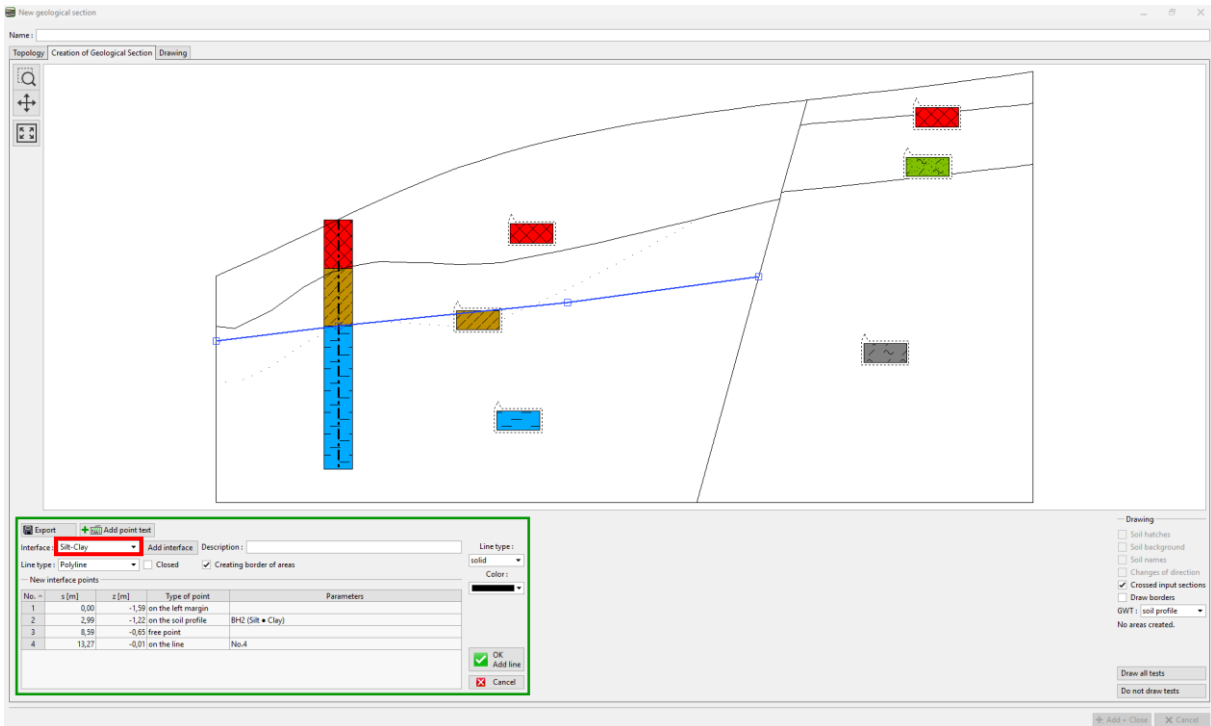 New geological section
Name :
Topology Creation of Geological Section Drawing
Export Add point text
Interface : Silt-Clay Add interface Description : Line type :
solid
Line type : Polyline Closed Creating border of areas
Color :
New interface points
No. s [m] z [m] Type of point Parameters
1 0,00 -1,59 on the left margin
2 2,99 -1,22 on the soil profile BH2 (Silt ● Clay)
3 8,59 -0,65 free point
4 13,27 -0,01 on the line No.4
OK
Add line
Cancel
Drawing
Soil hatches
Soil background
Soil names
Changes of direction
Crossed input sections
Draw borders
GWT : soil profile
No areas created.
Draw all tests
Do not draw tests
Add + Close Cancel